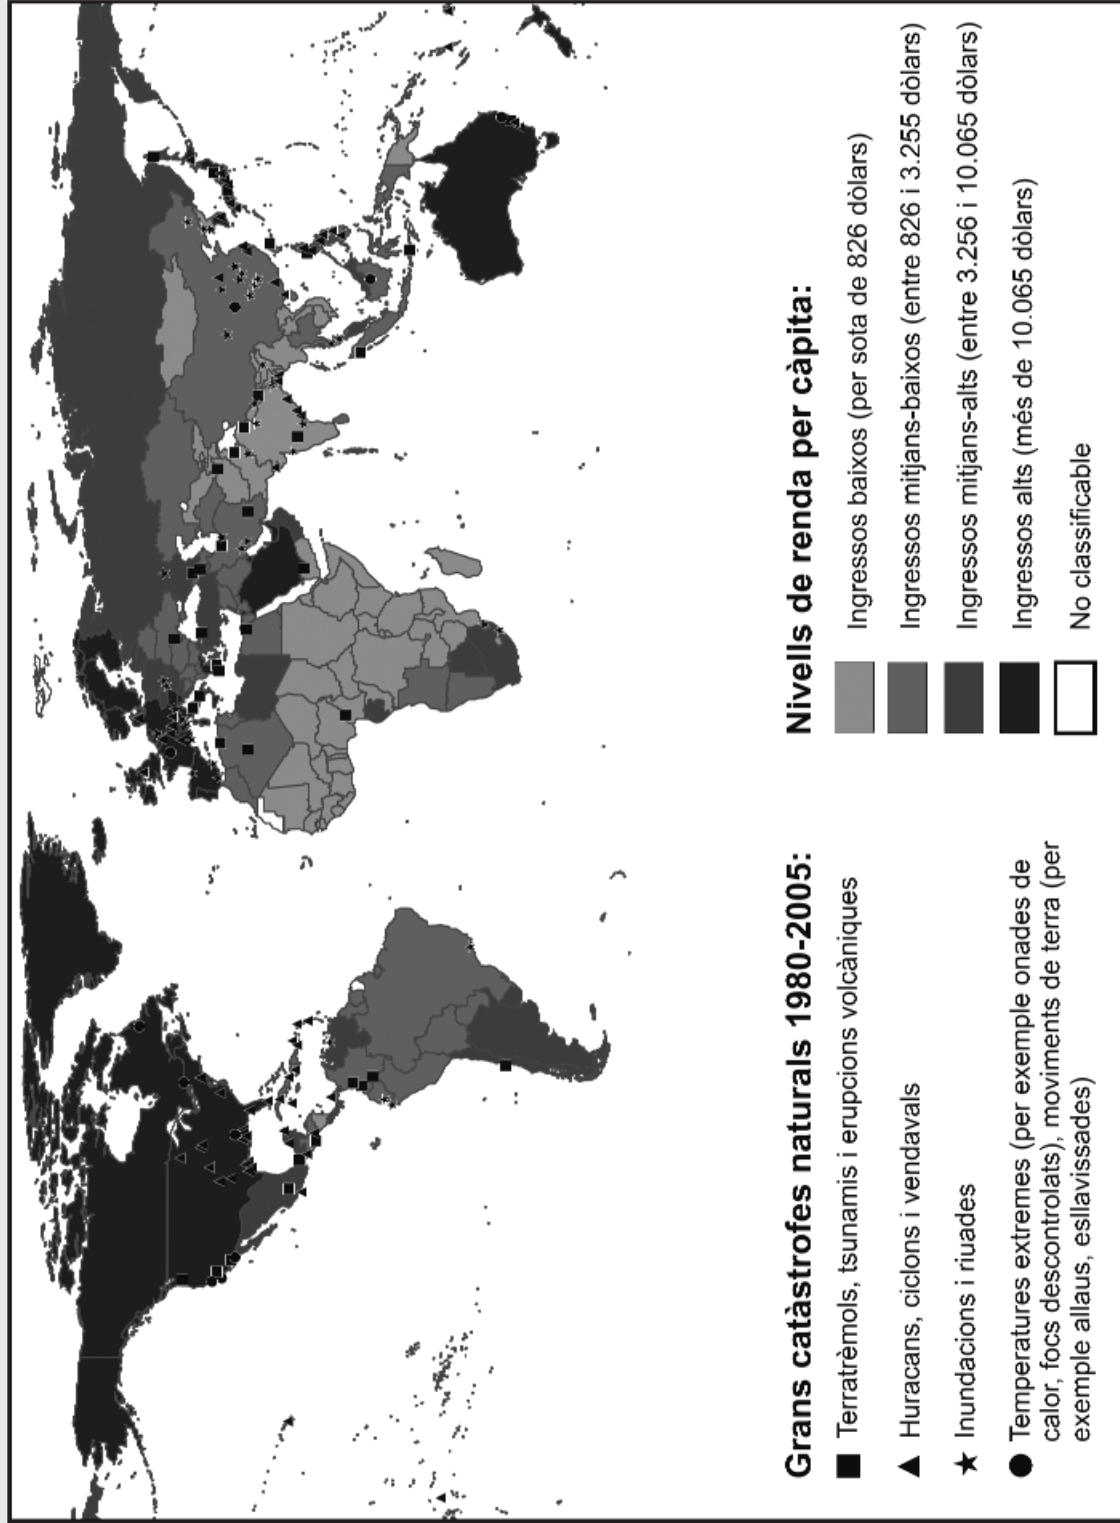 Grans catàstrofes naturals 1980-2005:
Terratrèmols, tsunamis i erupcions volcàniques
Huracans, ciclons i vendavals
Inundacions i riuades
Temperatures extremes (per exemple onades de
calor, focs descontrolats), moviments de terra (per
exemple allaus, esllavissades)
Nivells de renda per càpita:
Ingressos baixos (per sota de 826 dòlars)
Ingressos mitjans-baixos (entre 826 i 3.255 dòlars)
Ingressos mitjans-alts (entre 3.256 i 10.065 dòlars)
Ingressos alts (més de 10.065 dòlars)
No classificable